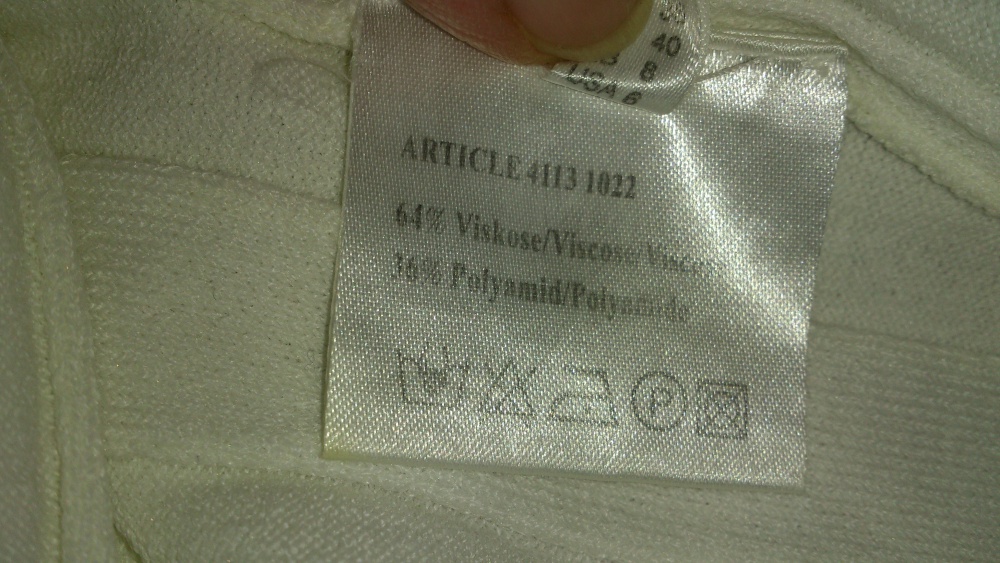 40
8
USA 6
ARTICLE 4113 1022
64% Viskose/Viscose/
36% Polyamid/Polyamide
P